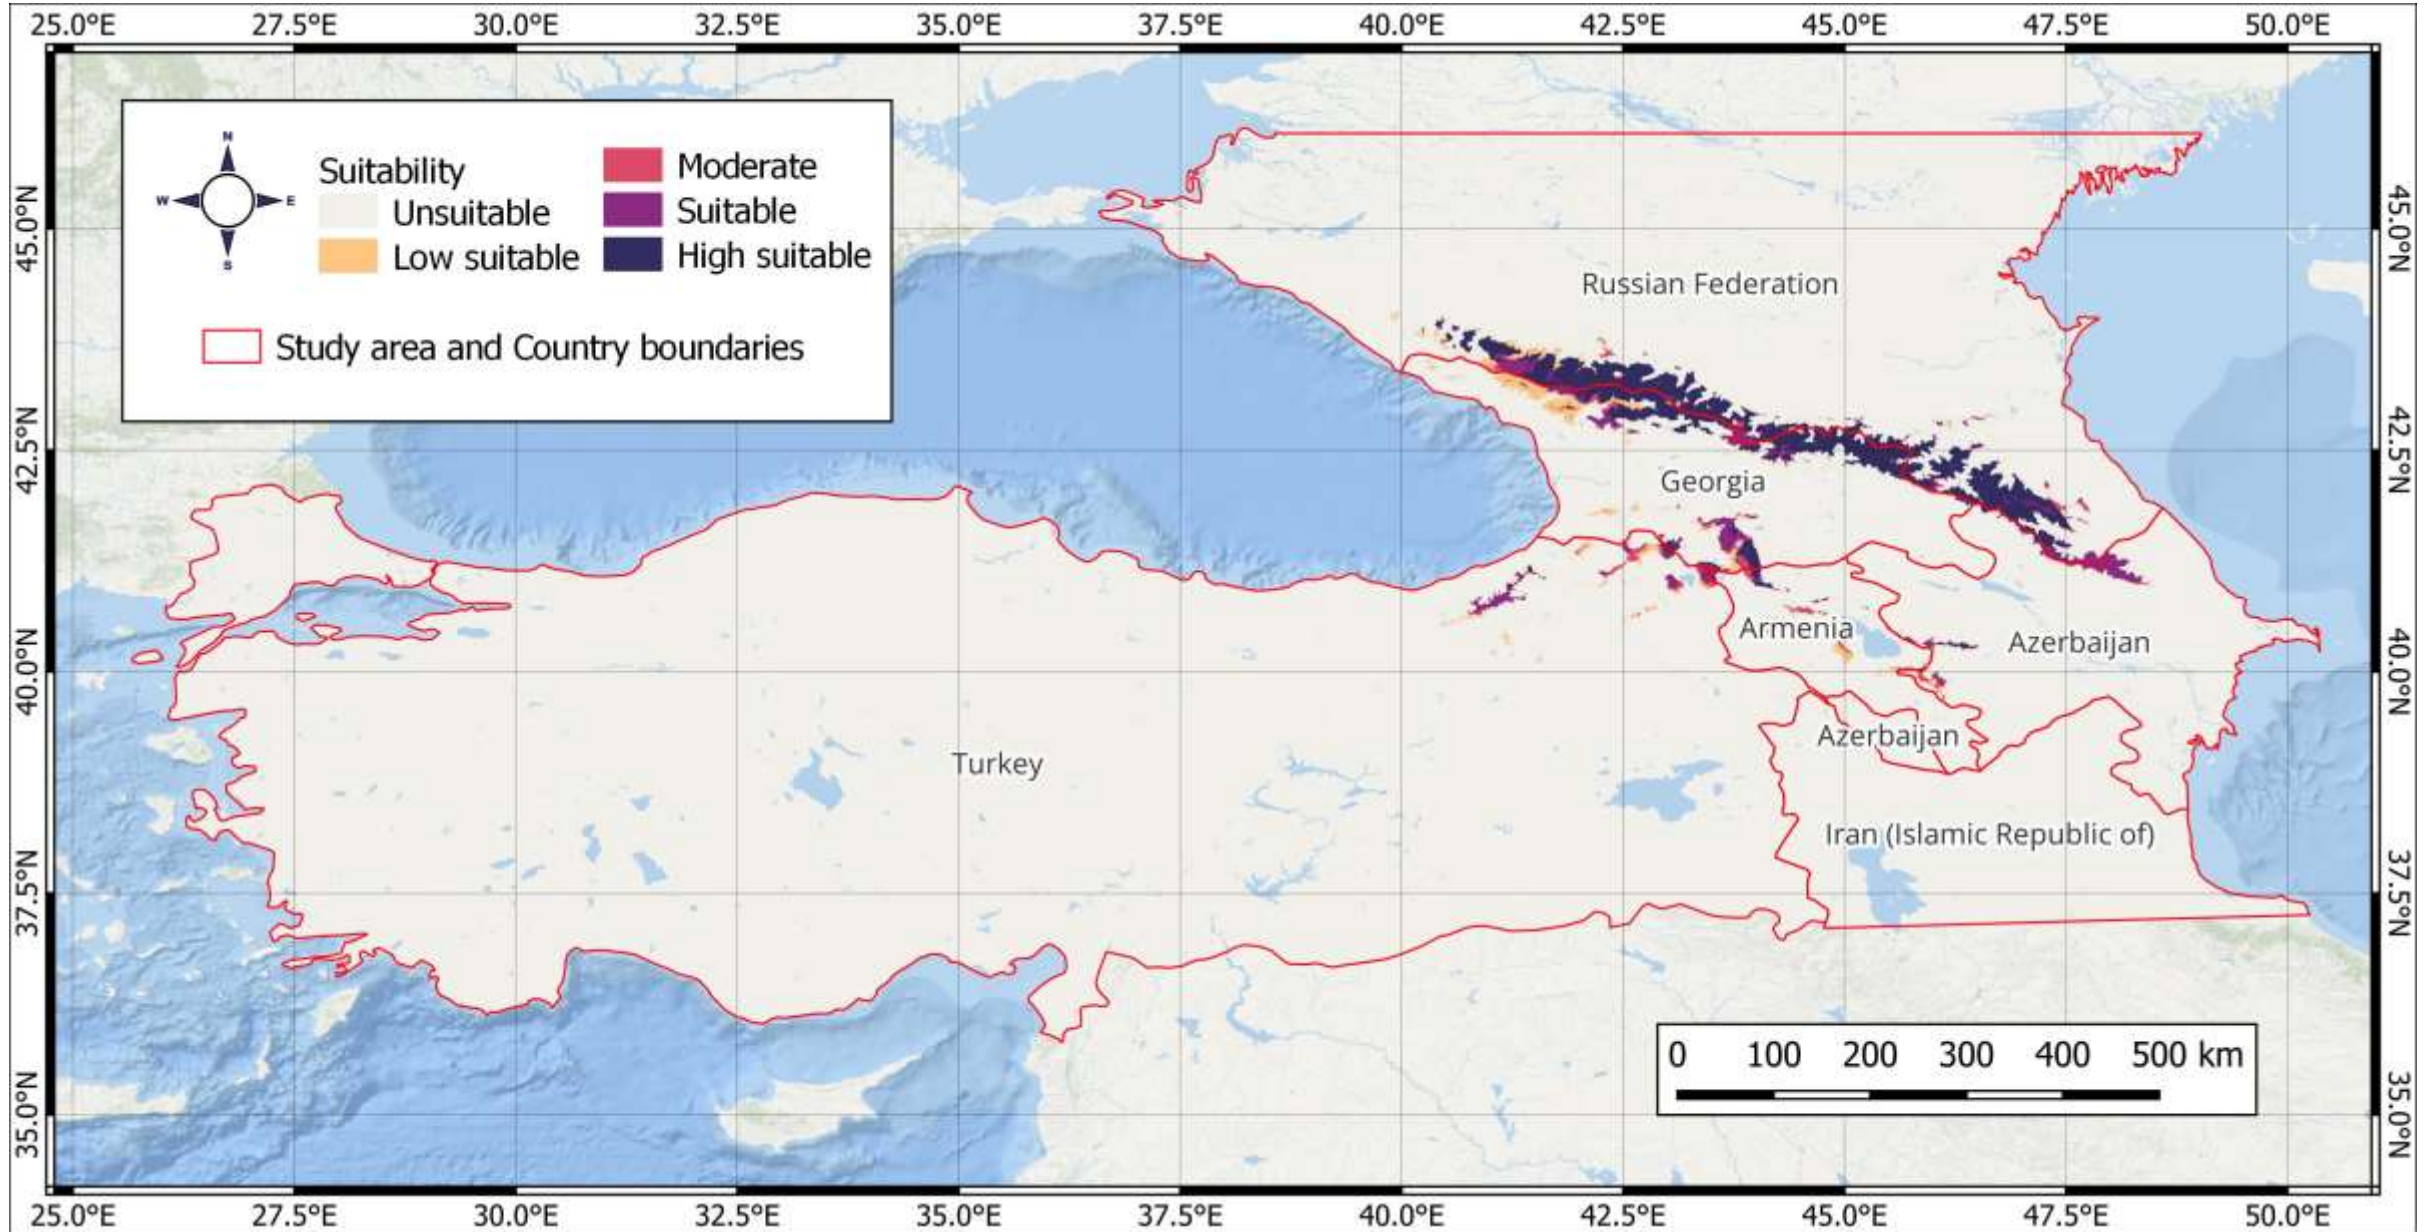 25.0°E 27.5°E 30.0°E 32.5°E 35.0°E 37.5°E 40.0°E 42.5°E 45.0°E 47.5°E 50.0°E
N
W E
S
Suitability
Unsuitable
Low suitable
Moderate
Suitable
High suitable
Study area and Country boundaries
45.0°N 45.0°N
42.5°N 42.5°N
40.0°N 40.0°N
37.5°N 37.5°N
35.0°N 35.0°N
Russian Federation
Georgia
Armenia
Azerbaijan
Azerbaijan
Turkey
Iran (Islamic Republic of)
0 100 200 300 400 500 km
25.0°E 27.5°E 30.0°E 32.5°E 35.0°E 37.5°E 40.0°E 42.5°E 45.0°E 47.5°E 50.0°E